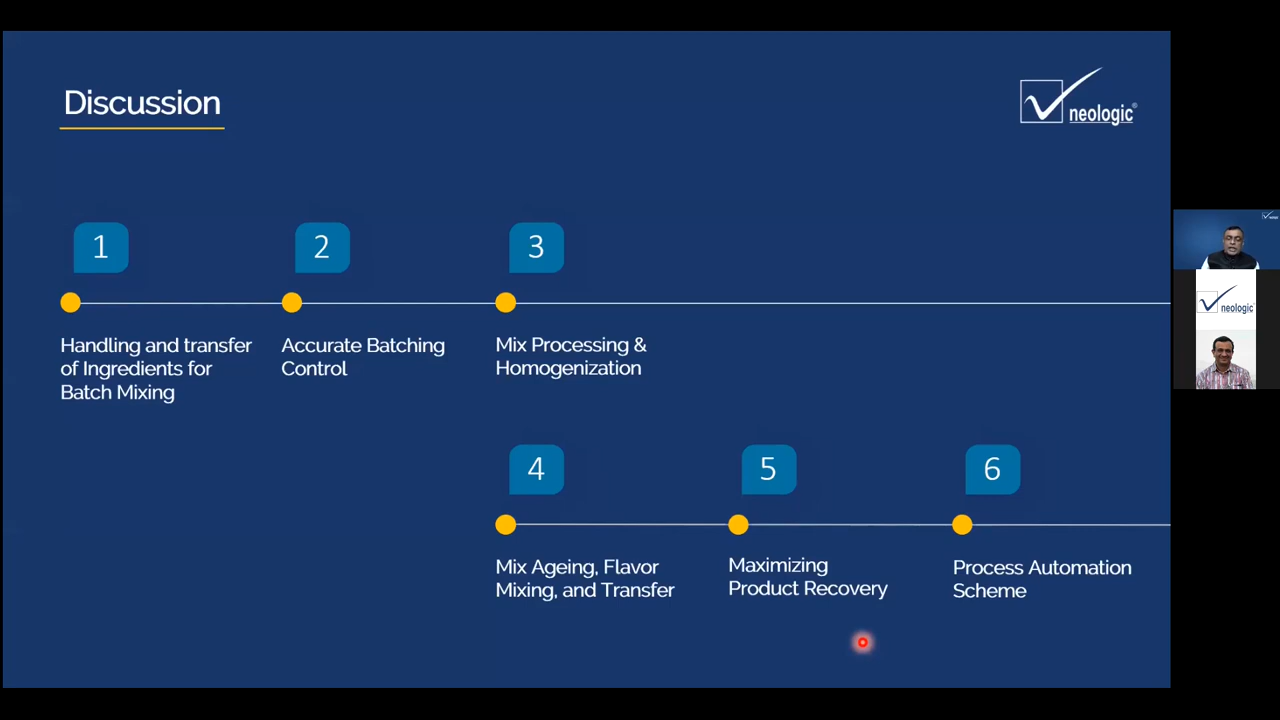 Discussion
neologic®
1
2
3
Handling and transfer
of Ingredients for
Batch Mixing
Accurate Batching
Control
Mix Processing &
Homogenization
4
5
6
Mix Ageing, Flavor
Mixing, and Transfer
Maximizing
Product Recovery
Process Automation
Scheme
neologic